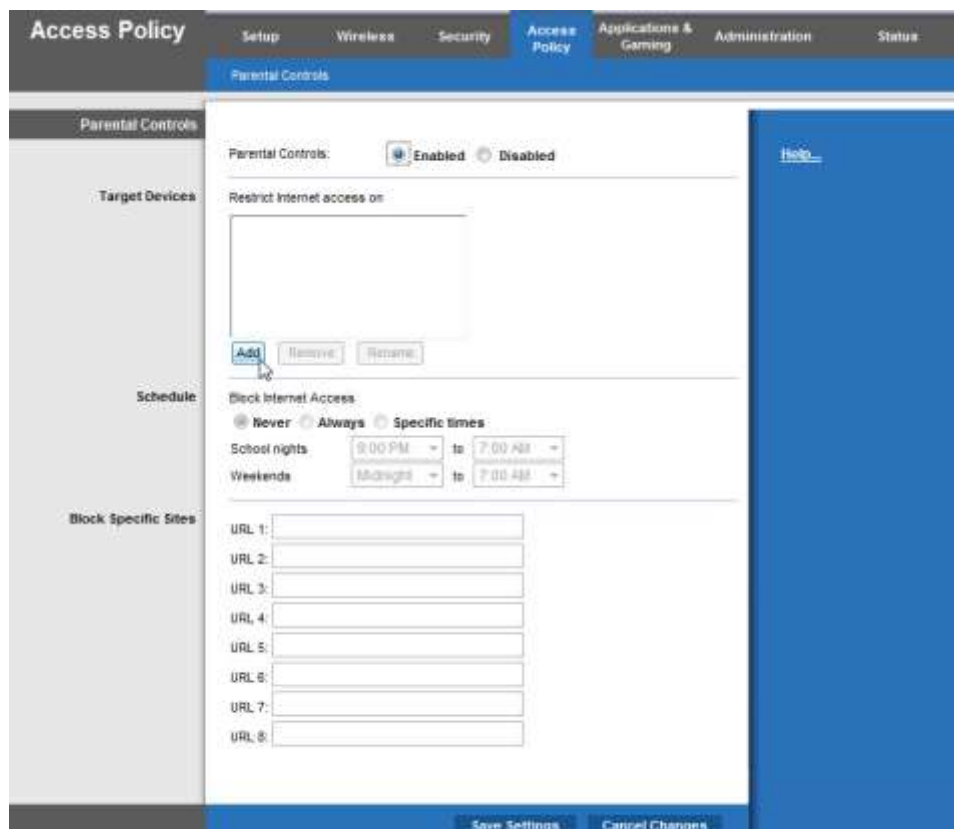 Access Policy
Setup Wireless Security Access Policy Applications & Gaming Administration Status
Parental Controls
Parental Controls
Parental Controls: Enabled Disabled
Help...
Target Devices
Restrict Internet access on
Add Remove Rename
Schedule
Block Internet Access
Never Always Specific times
School nights 9:00 PM to 7:00 AM
Weekends Midnight to 7:00 AM
Block Specific Sites
URL 1:
URL 2:
URL 3:
URL 4:
URL 5:
URL 6:
URL 7:
URL 8:
Save Settings Cancel Changes